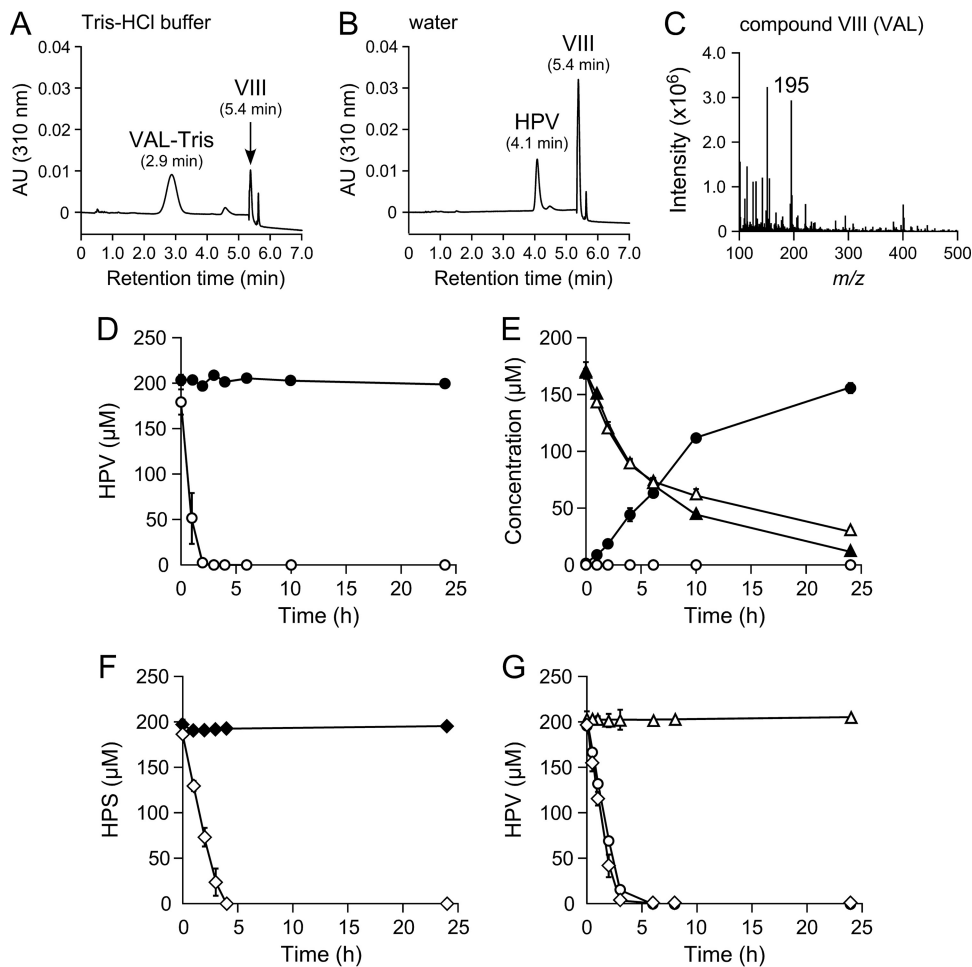 A Tris-HCl buffer
0.04
0.03
0.02
0.01
0
AU (310 nm)
VAL-Tris
(2.9 min)
VIII
(5.4 min)
0 1.0 2.0 3.0 4.0 5.0 6.0 7.0
Retention time (min)
B water
0.04
0.03
0.02
0.01
0
AU (310 nm)
HPV
(4.1 min)
VIII
(5.4 min)
0 1.0 2.0 3.0 4.0 5.0 6.0 7.0
Retention time (min)
C compound VIII (VAL)
4.0
3.0
2.0
1.0
0
Intensity (x10⁶)
195
100 200 300 400 500
m/z
D
250
200
150
100
50
0
HPV (µM)
0 5 10 15 20 25
Time (h)
E
200
150
100
50
0
Concentration (µM)
0 5 10 15 20 25
Time (h)
F
250
200
150
100
50
0
HPS (µM)
0 5 10 15 20 25
Time (h)
G
250
200
150
100
50
0
HPV (µM)
0 5 10 15 20 25
Time (h)